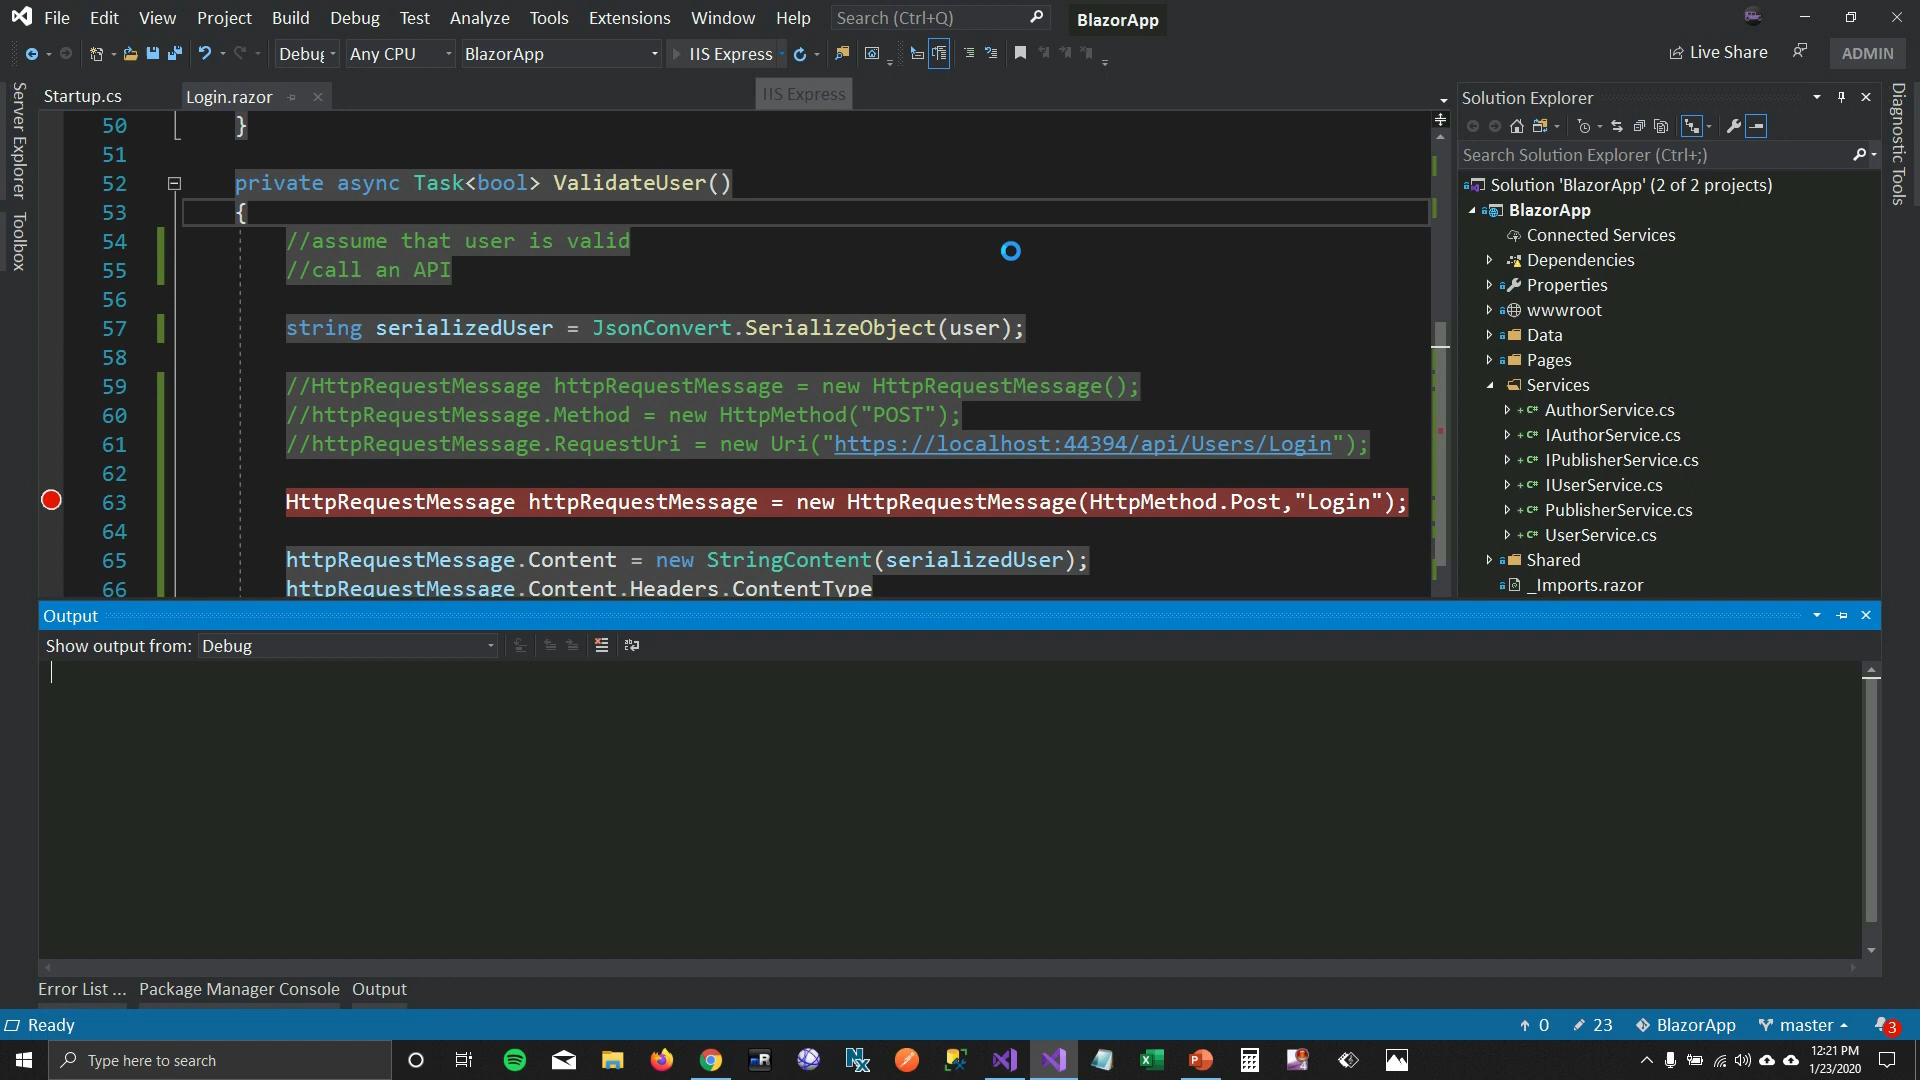 File Edit View Project Build Debug Test Analyze Tools Extensions Window Help Search (Ctrl+Q) BlazorApp
Debug Any CPU BlazorApp IIS Express Live Share ADMIN
Server Explorer
Toolbox
Startup.cs Login.razor
IIS Express
50 }
51
52 private async Task<bool> ValidateUser()
53 {
54 //assume that user is valid
55 //call an API
56
57 string serializedUser = JsonConvert.SerializeObject(user);
58
59 //HttpRequestMessage httpRequestMessage = new HttpRequestMessage();
60 //httpRequestMessage.Method = new HttpMethod("POST");
61 //httpRequestMessage.RequestUri = new Uri("https://localhost:44394/api/Users/Login");
62
63 HttpRequestMessage httpRequestMessage = new HttpRequestMessage(HttpMethod.Post,"Login");
64
65 httpRequestMessage.Content = new StringContent(serializedUser);
66 httpRequestMessage.Content.Headers.ContentType
Solution Explorer
Search Solution Explorer (Ctrl+;)
Solution 'BlazorApp' (2 of 2 projects)
BlazorApp
Connected Services
Dependencies
Properties
wwwroot
Data
Pages
Services
AuthorService.cs
IAuthorService.cs
IPublisherService.cs
IUserService.cs
PublisherService.cs
UserService.cs
Shared
_Imports.razor
Diagnostic Tools
Output
Show output from: Debug
Error List ... Package Manager Console Output
Ready 0 23 BlazorApp master 3
Type here to search 12:21 PM
1/23/2020